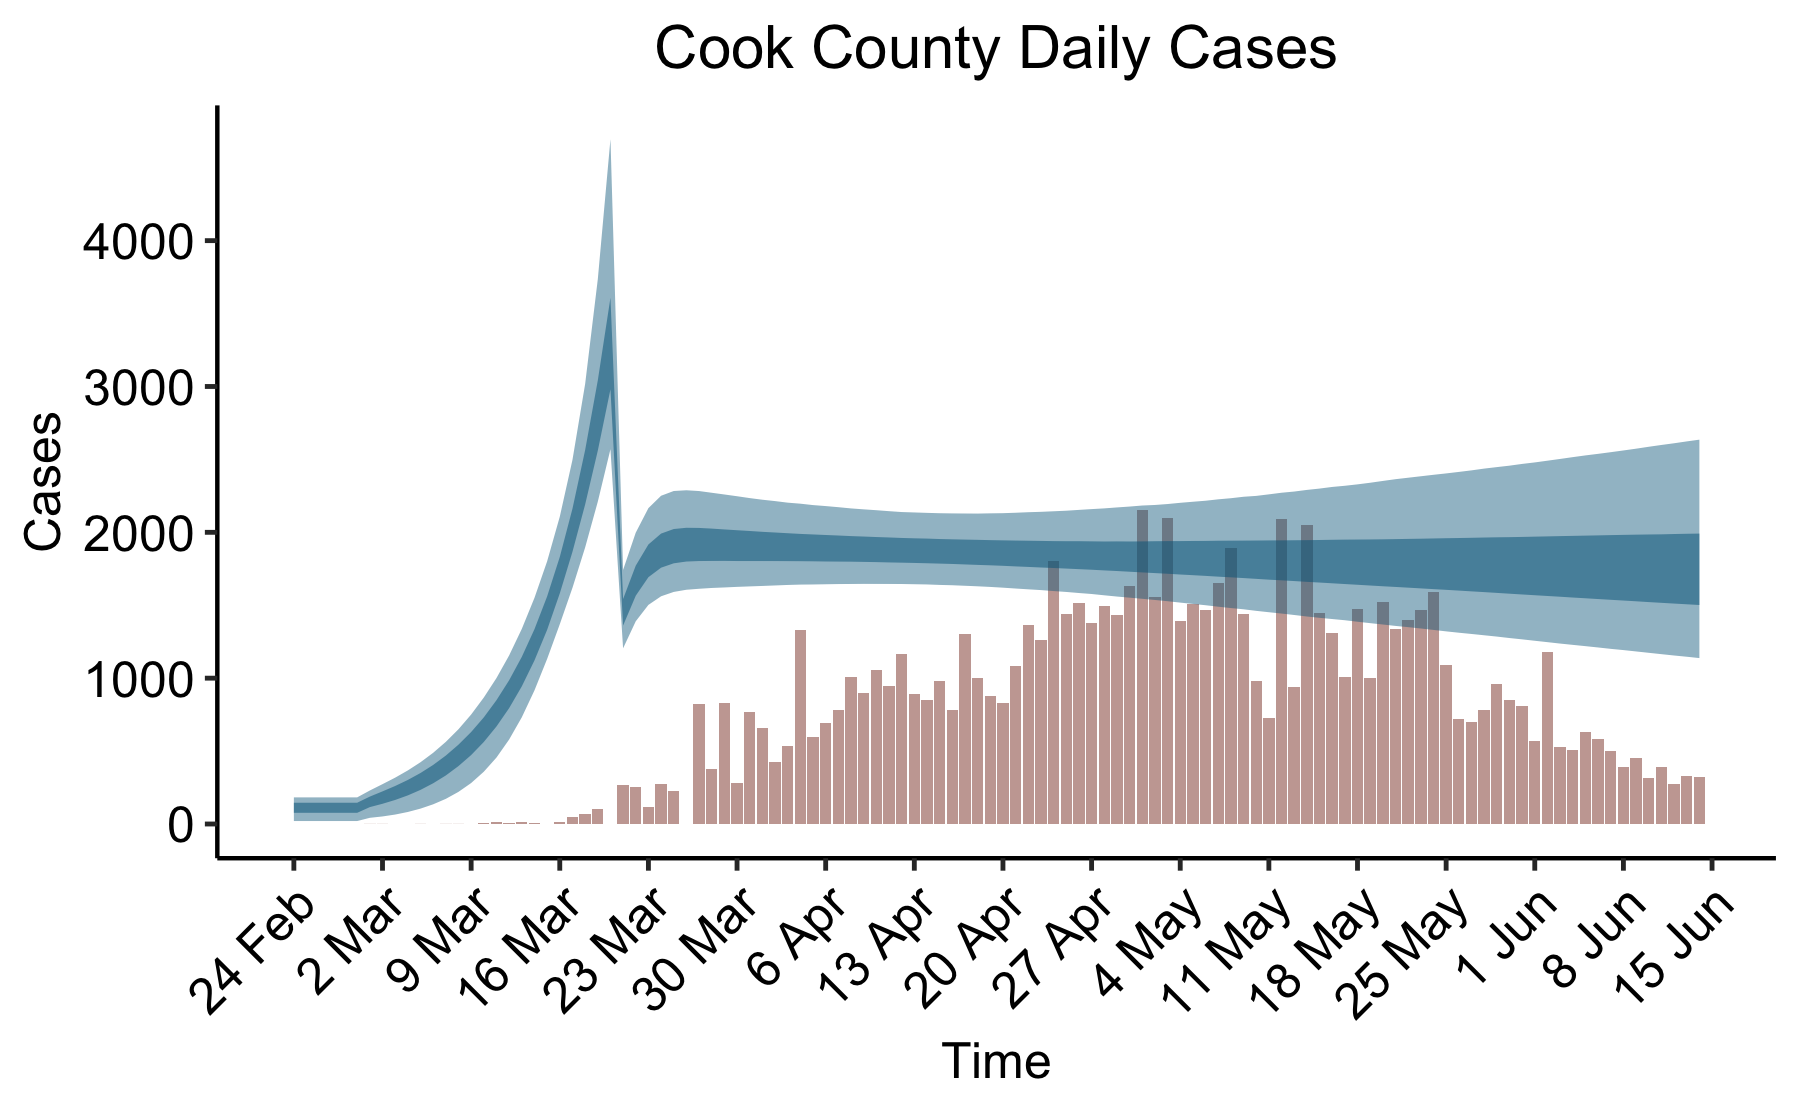 Cook County Daily Cases
Cases
4000
3000
2000
1000
0
24 Feb
2 Mar
9 Mar
16 Mar
23 Mar
30 Mar
6 Apr
13 Apr
20 Apr
27 Apr
4 May
11 May
18 May
25 May
1 Jun
8 Jun
15 Jun
Time